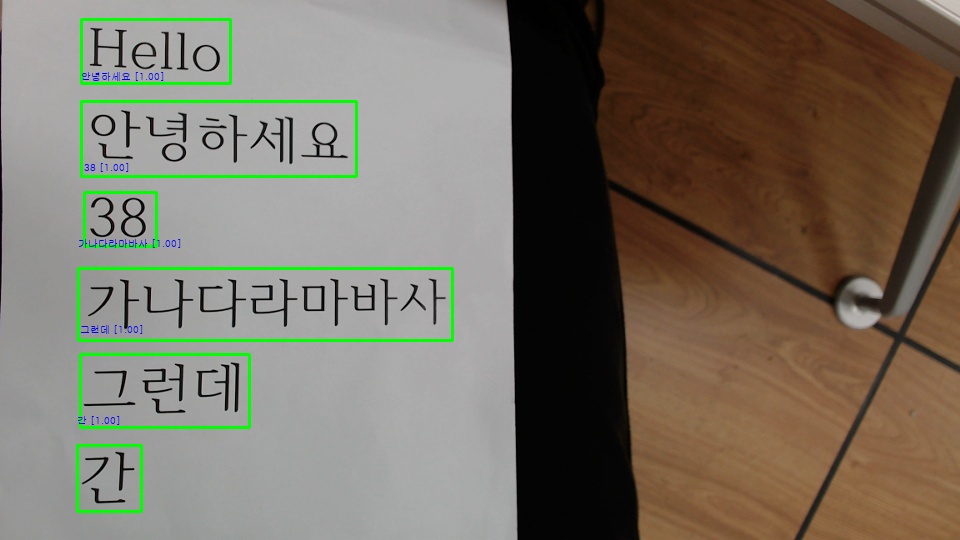 Hello
안녕하세요 [1.00]
안녕하세요
38 [1.00]
38
가나다라마바사 [1.00]
가나다라마바사
그런데 [1.00]
그런데
간 [1.00]
간